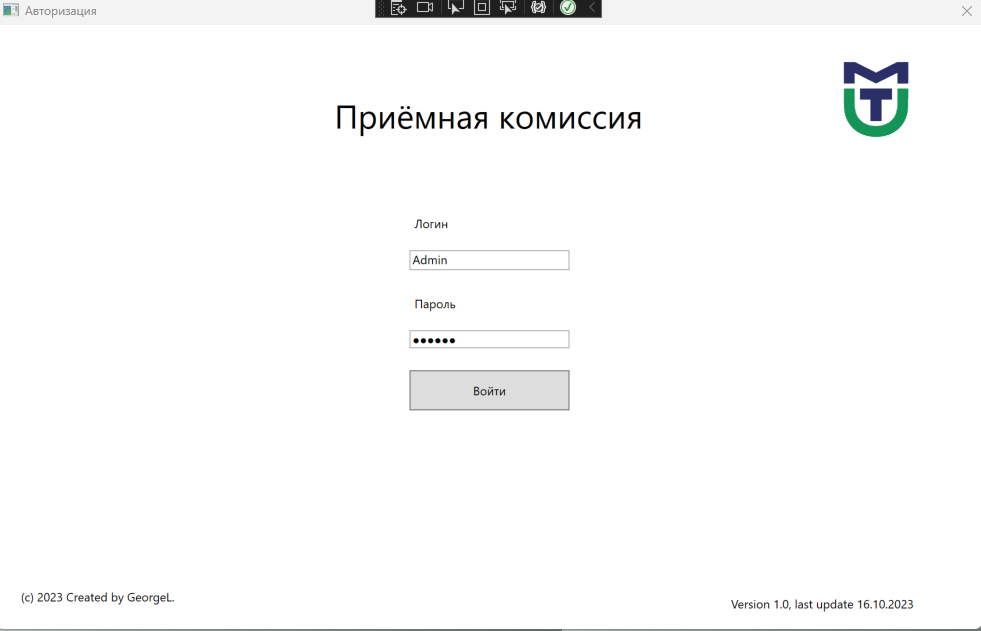 Авторизация
Приёмная комиссия
Логин
Admin
Пароль
●●●●●●
Войти
(c) 2023 Created by GeorgeL.
Version 1.0, last update 16.10.2023